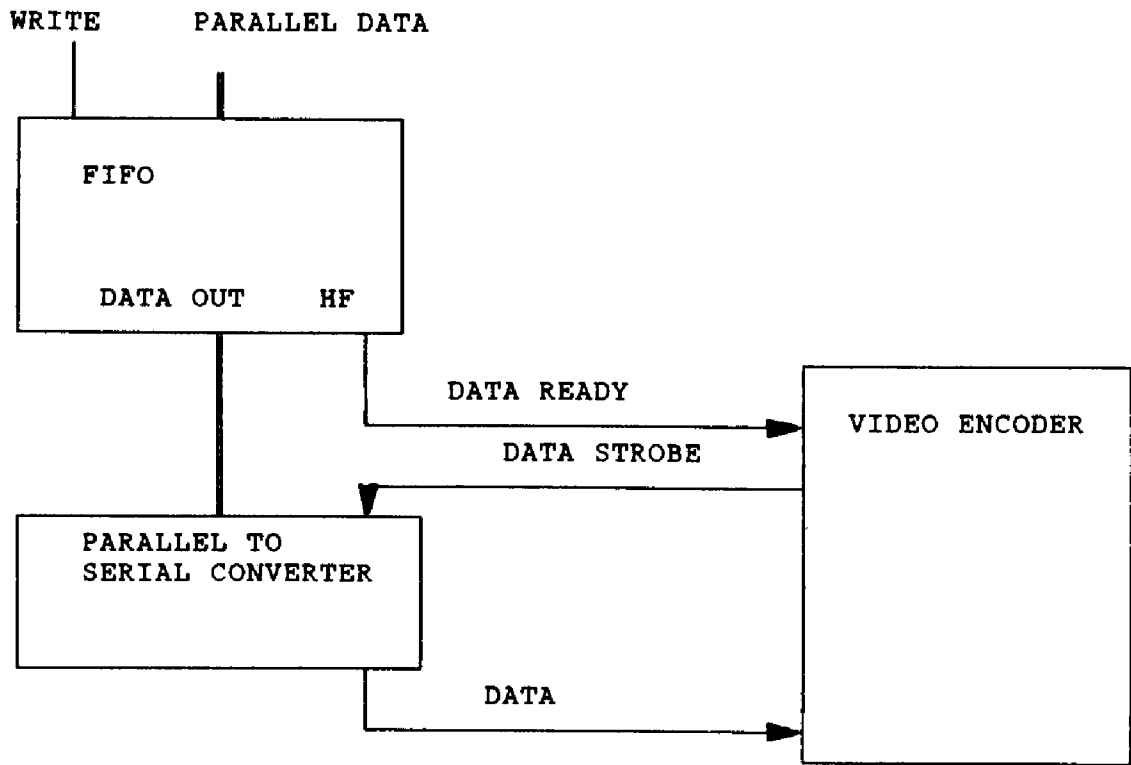 WRITE PARALLEL DATA
FIFO
DATA OUT HF
DATA READY
VIDEO ENCODER
DATA STROBE
PARALLEL TO
SERIAL CONVERTER
DATA